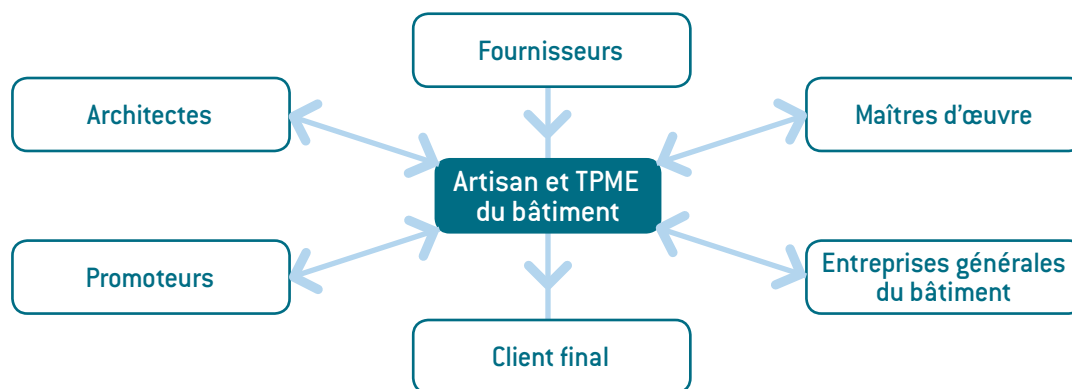 Fournisseurs
Architectes
Maîtres d'œuvre
Artisan et TPME
du bâtiment
Promoteurs
Entreprises générales
du bâtiment
Client final